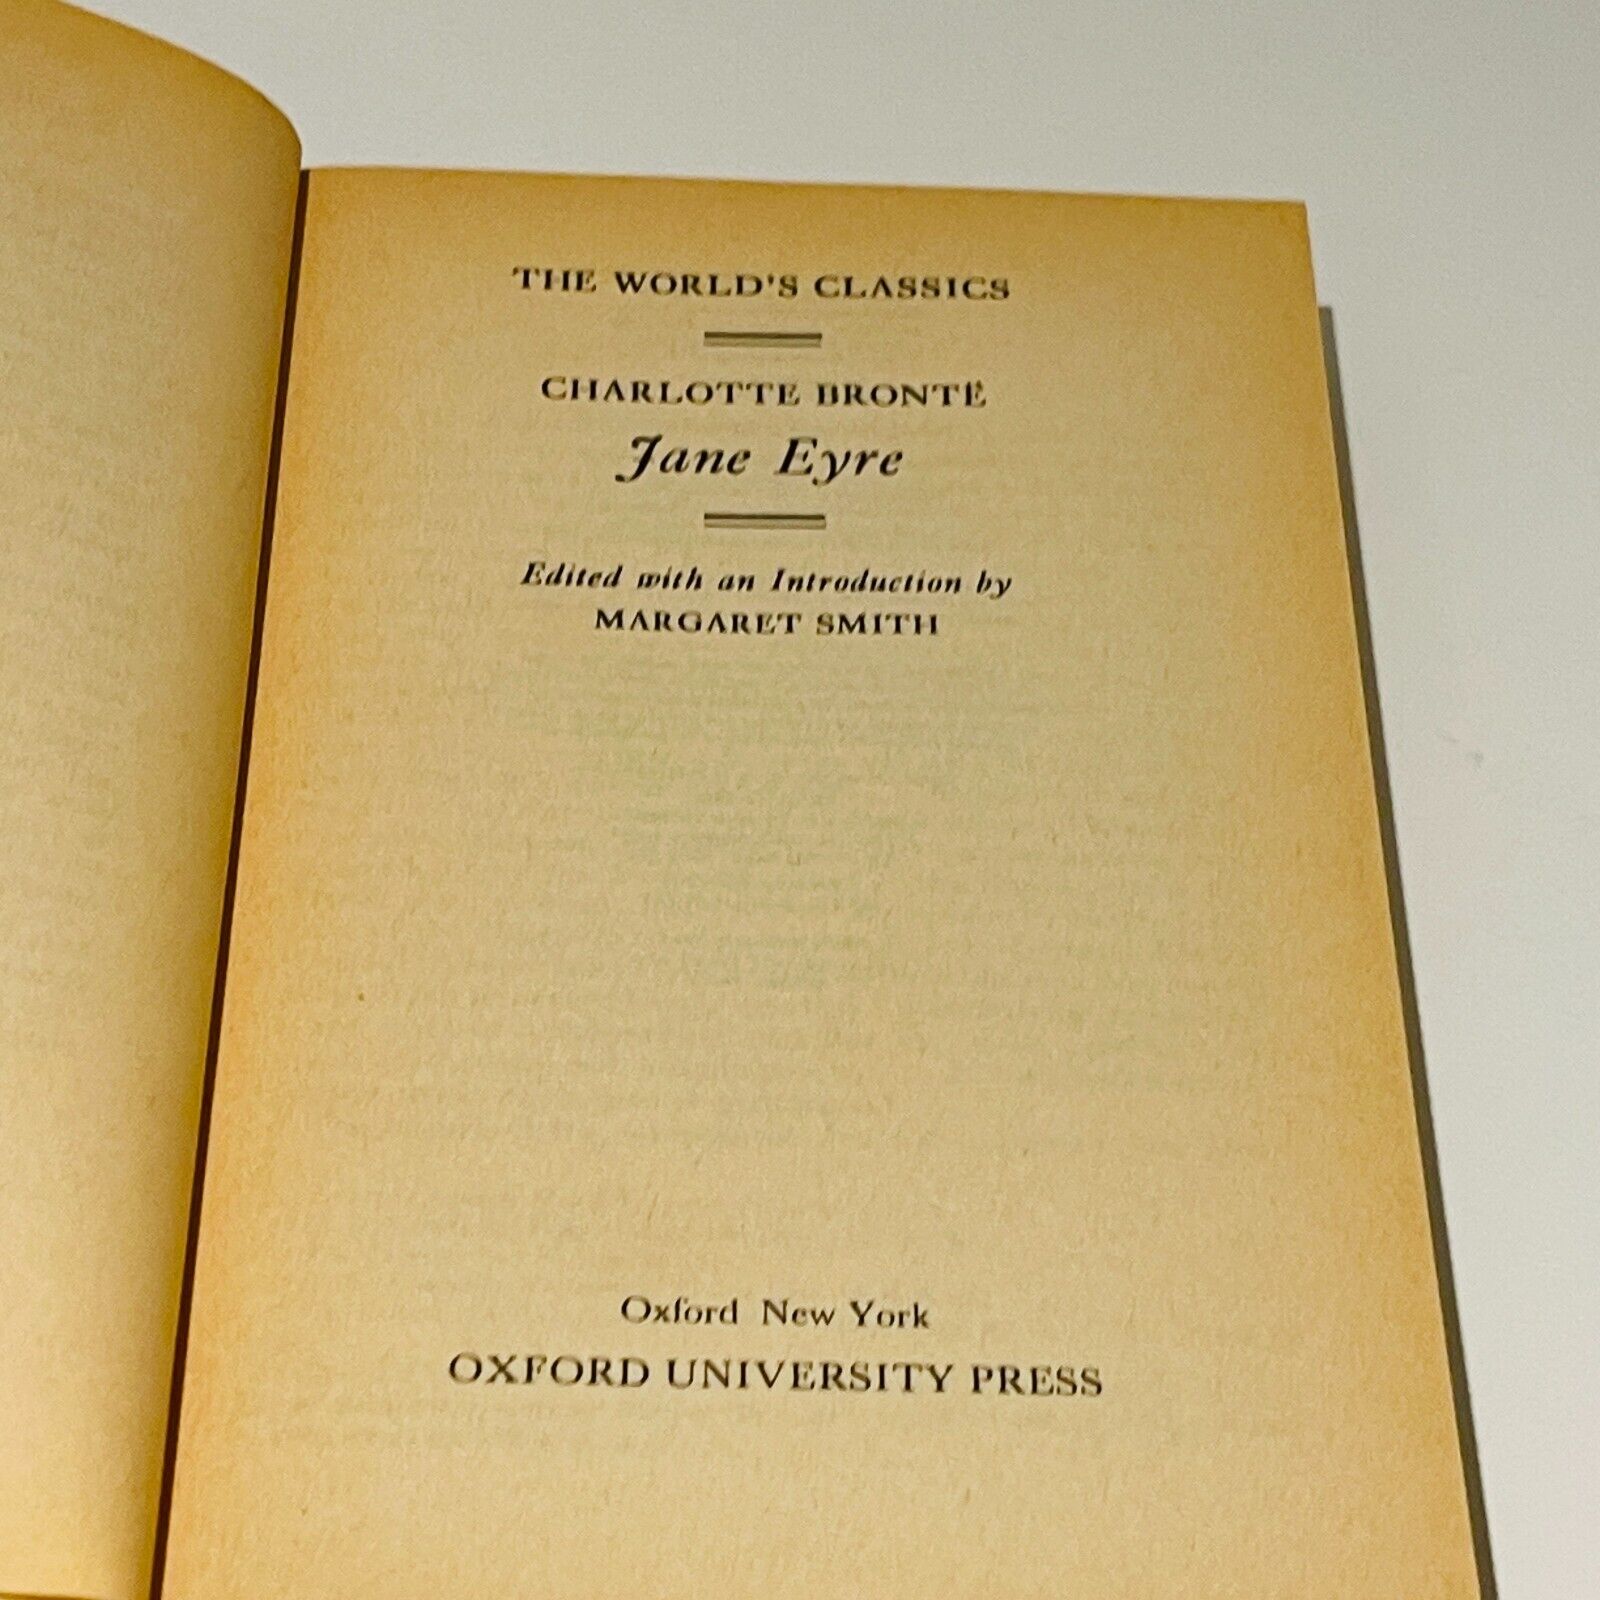 THE WORLD'S CLASSICS
CHARLOTTE BRONTË
Jane Eyre
Edited with an Introduction by
MARGARET SMITH
Oxford New York
OXFORD UNIVERSITY PRESS